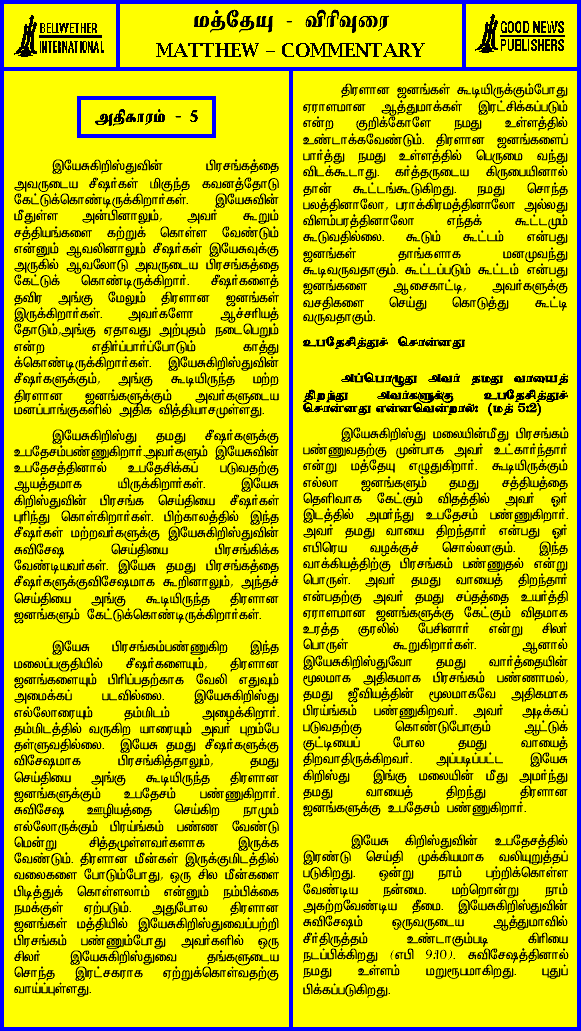 BELLWETHER
INTERNATIONAL
மத்தேயு - விரிவுரை
MATTHEW – COMMENTARY
GOOD NEWS
PUBLISHERS
அதிகாரம் - 5
இயேசுகிறிஸ்துவின் பிரசங்கத்தை
அவருடைய சீஷர்கள் மிகுந்த கவனத்தோடு
கேட்டுக்கொண்டிருக்கிறார்கள். இயேசுவின்
மீதுள்ள அன்பினாலும், அவர் கூறும்
சத்தியங்களை கற்றுக் கொள்ள வேண்டும்
என்னும் ஆவலினாலும் சீஷர்கள் இயேசுவுக்கு
அருகில் ஆவலோடு அவருடைய பிரசங்கத்தை
கேட்டுக் கொண்டிருக்கிறார். சீஷர்களைத்
தவிர அங்கு மேலும் திரளான ஜனங்கள்
இருக்கிறார்கள். அவர்களோ ஆச்சரியத்
தோடும்,அங்கு ஏதாவது அற்புதம் நடைபெறும்
என்ற எதிர்ப்பார்ப்போடும் காத்து
க்கொண்டிருக்கிறார்கள். இயேசுகிறிஸ்துவின்
சீஷர்களுக்கும், அங்கு கூடியிருந்த மற்ற
திரளான ஜனங்களுக்கும் அவர்களுடைய
மனப்பாங்குகளில் அதிக வித்தியாசமுள்ளது.
இயேசுகிறிஸ்து தமது சீஷர்களுக்கு
உபதேசம்பண்ணுகிறார்.அவர்களும் இயேசுவின்
உபதேசத்தினால் உபதேசிக்கப் படுவதற்கு
ஆயத்தமாக யிருக்கிறார்கள். இயேசு
கிறிஸ்துவின் பிரசங்க செய்தியை சீஷர்கள்
புரிந்து கொள்கிறார்கள். பிற்காலத்தில் இந்த
சீஷர்கள் மற்றவர்களுக்கு இயேசுகிறிஸ்துவின்
சுவிசேஷ செய்தியை பிரசங்கிக்க
வேண்டியவர்கள். இயேசு தமது பிரசங்கத்தை
சீஷர்களுக்குவிசேஷமாக கூறினாலும், அந்தச்
செய்தியை அங்கு கூடியிருந்த திரளான
ஜனங்களும் கேட்டுக்கொண்டிருக்கிறார்கள்.
இயேசு பிரசங்கம்பண்ணுகிற இந்த
மலைப்பகுதியில் சீஷர்களையும், திரளான
ஜனங்களையும் பிரிப்பதற்காக வேலி எதுவும்
அமைக்கப் படவில்லை. இயேசுகிறிஸ்து
எல்லோரையும் தம்மிடம் அழைக்கிறார்.
தம்மிடத்தில் வருகிற யாரையும் அவர் புறம்பே
தள்ளுவதில்லை. இயேசு தமது சீஷர்களுக்கு
விசேஷமாக பிரசங்கித்தாலும், தமது
செய்தியை அங்கு கூடியிருந்த திரளான
ஜனங்களுக்கும் உபதேசம் பண்ணுகிறார்.
சுவிசேஷ ஊழியத்தை செய்கிற நாமும்
எல்லோருக்கும் பிரய்ங்கம் பண்ண வேண்டு
மென்று சித்தமுள்ளவர்களாக இருக்க
வேண்டும். திரளான மீன்கள் இருக்குமிடத்தில்
வலைகளை போடும்போது, ஒரு சில மீன்களை
பிடித்துக் கொள்ளலாம் என்னும் நம்பிக்கை
நமக்குள் ஏற்படும். அதுபோல திரளான
ஜனங்கள் மத்தியில் இயேசுகிறிஸ்துவைப்பற்றி
பிரசங்கம் பண்ணும்போது அவர்களில் ஒரு
சிலர் இயேசுகிறிஸ்துவை தங்களுடைய
சொந்த இரட்சகராக ஏற்றுக்கொள்வதற்கு
வாய்ப்புள்ளது.
திரளான ஜனங்கள் கூடியிருக்கும்போது
ஏராளமான ஆத்துமாக்கள் இரட்சிக்கப்படும்
என்ற குறிக்கோளே நமது உள்ளத்தில்
உண்டாக்கவேண்டும். திரளான ஜனங்களைப்
பார்த்து நமது உள்ளத்தில் பெருமை வந்து
விடக்கூடாது. கர்த்தருடைய கிருபையினால்
தான் கூட்டங்கூடுகிறது. நமது சொந்த
பலத்தினாலோ, பராக்கிரமத்தினாலோ அல்லது
விளம்பரத்தினாலோ எந்தக் கூட்டமும்
கூடுவதில்லை. கூடும் கூட்டம் என்பது
ஜனங்கள் தாங்களாக மனமுவந்து
கூடிவருவதாகும். கூட்டப்படும் கூட்டம் என்பது
ஜனங்களை ஆசைகாட்டி, அவர்களுக்கு
வசதிகளை செய்து கொடுத்து கூட்டி
வருவதாகும்.
உபதேசித்துச் சொன்னது
அப்பொழுது அவர் தமது வாயைத்
திறந்து அவர்களுக்கு உபதேசித்துச்
சொன்னது என்னவென்றால்: (மத் 5:2)
இயேசுகிறிஸ்து மலையின்மீது பிரசங்கம்
பண்ணுவதற்கு முன்பாக அவர் உட்கார்ந்தார்
என்று மத்தேயு எழுதுகிறார். கூடியிருக்கும்
எல்லா ஜனங்களும் தமது சத்தியத்தை
தெளிவாக கேட்கும் விதத்தில் அவர் ஓர்
இடத்தில் அமர்ந்து உபதேசம் பண்ணுகிறார்.
அவர் தமது வாயை திறந்தார் என்பது ஓர்
எபிரெய வழக்குச் சொல்லாகும். இந்த
வாக்கியத்திற்கு பிரசங்கம் பண்ணுதல் என்று
பொருள். அவர் தமது வாயைத் திறந்தார்
என்பதற்கு அவர் தமது சப்தத்தை உயர்த்தி
ஏராளமான ஜனங்களுக்கு கேட்கும் விதமாக
உரத்த குரலில் பேசினார் என்று சிலர்
பொருள் கூறுகிறார்கள். ஆனால்
இயேசுகிறிஸ்துவோ தமது வார்த்தையின்
மூலமாக அதிகமாக பிரசங்கம் பண்ணாமல்,
தமது ஜீவியத்தின் மூலமாகவே அதிகமாக
பிரய்ங்கம் பண்ணுகிறவர். அவர் அடிக்கப்
படுவதற்கு கொண்டுபோகும் ஆட்டுக்
குட்டியைப் போல தமது வாயைத்
திறவாதிருக்கிறவர். அப்படிப்பட்ட இயேசு
கிறிஸ்து இங்கு மலையின் மீது அமர்ந்து
தமது வாயைத் திறந்து திரளான
ஜனங்களுக்கு உபதேசம் பண்ணுகிறார்.
இயேசு கிறிஸ்துவின் உபதேசத்தில்
இரண்டு செய்தி முக்கியமாக வலியுறுத்தப்
படுகிறது. ஒன்று நாம் பற்றிக்கொள்ள
வேண்டிய நன்மை. மற்றொன்று நாம்
அகற்றவேண்டிய தீமை. இயேசுகிறிஸ்துவின்
சுவிசேஷம் ஒருவருடைய ஆத்துமாவில்
சீர்திருத்தம் உண்டாகும்படி கிரியை
நடப்பிக்கிறது (எபி 9:10). சுவிசேஷத்தினால்
நமது உள்ளம் மறுரூபமாகிறது. புதுப்
பிக்கப்படுகிறது.